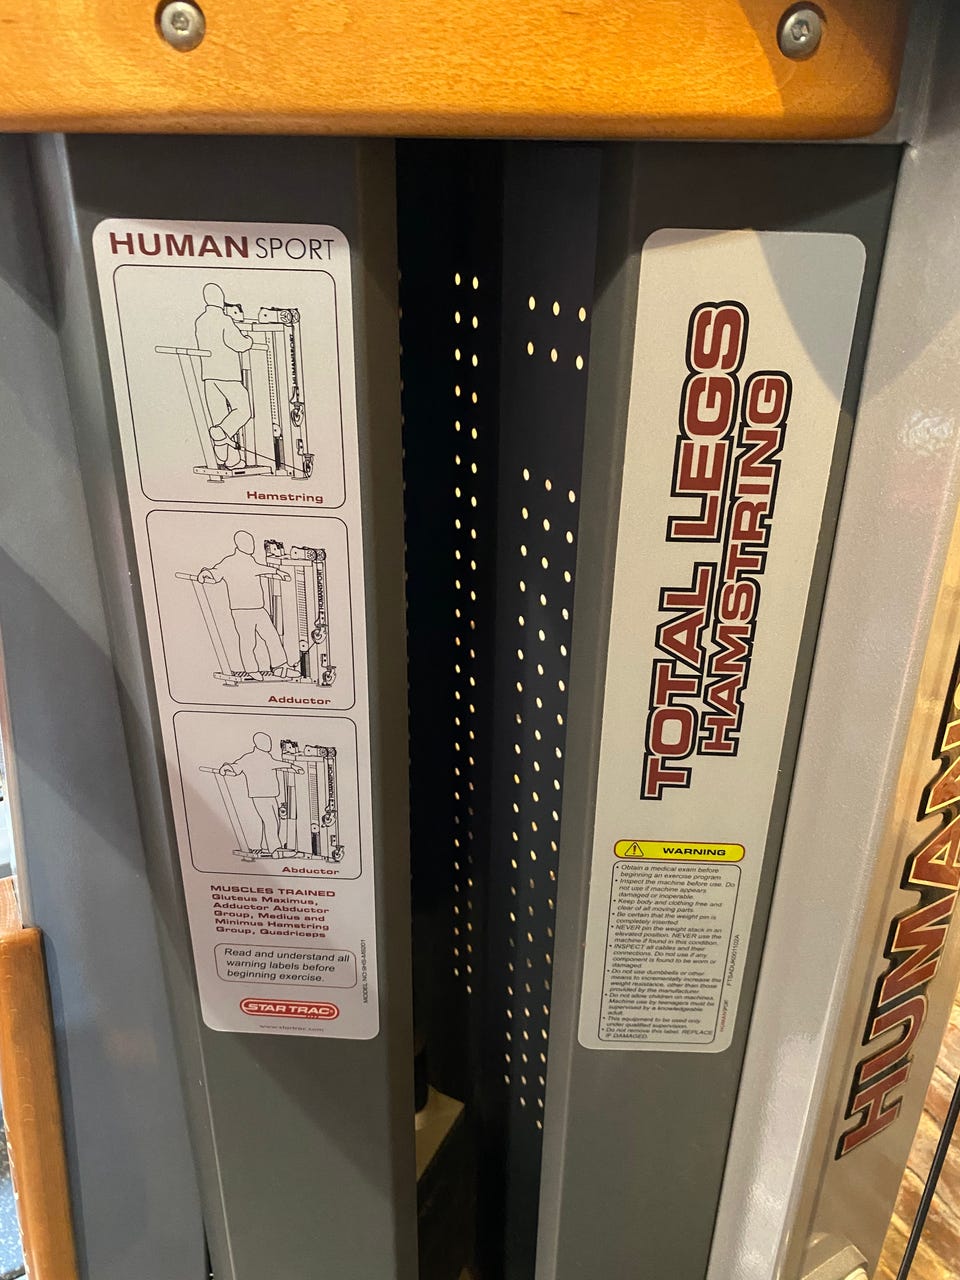 HUMAN SPORT
Hamstring
Adductor
Abductor
MUSCLES TRAINED
Gluteus Maximus,
Adductor Abductor
Group, Medius and
Minimus Hamstring
Group, Quadriceps
Read and understand all
warning labels before
beginning exercise.
STAR TRAC
www.startrac.com
TOTAL LEGS
HAMSTRING
WARNING
• Obtain a medical exam before
beginning an exercise program
• Inspect the machine before use. Do
not use if machine appears
damaged or inoperable.
• Keep body and clothing free and
clear of all moving parts.
• Be certain that the weight pin is
completely inserted
• NEVER pin the weight stack in an
elevated position. NEVER use the
machine if found in this condition.
• INSPECT all cables and their
connections. Do not use if any
component is found to be worn or
damaged.
• Do not use dumbbells or other
means to incrementally increase the
weight resistance, other than those
provided by the manufacturer
• Do not allow children on machines.
Machine use by teenagers must be
supervised by a knowledgeable
adult.
• This equipment to be used only
under qualified supervision.
• Do not remove this label. REPLACE
IF DAMAGED.
HUMAN